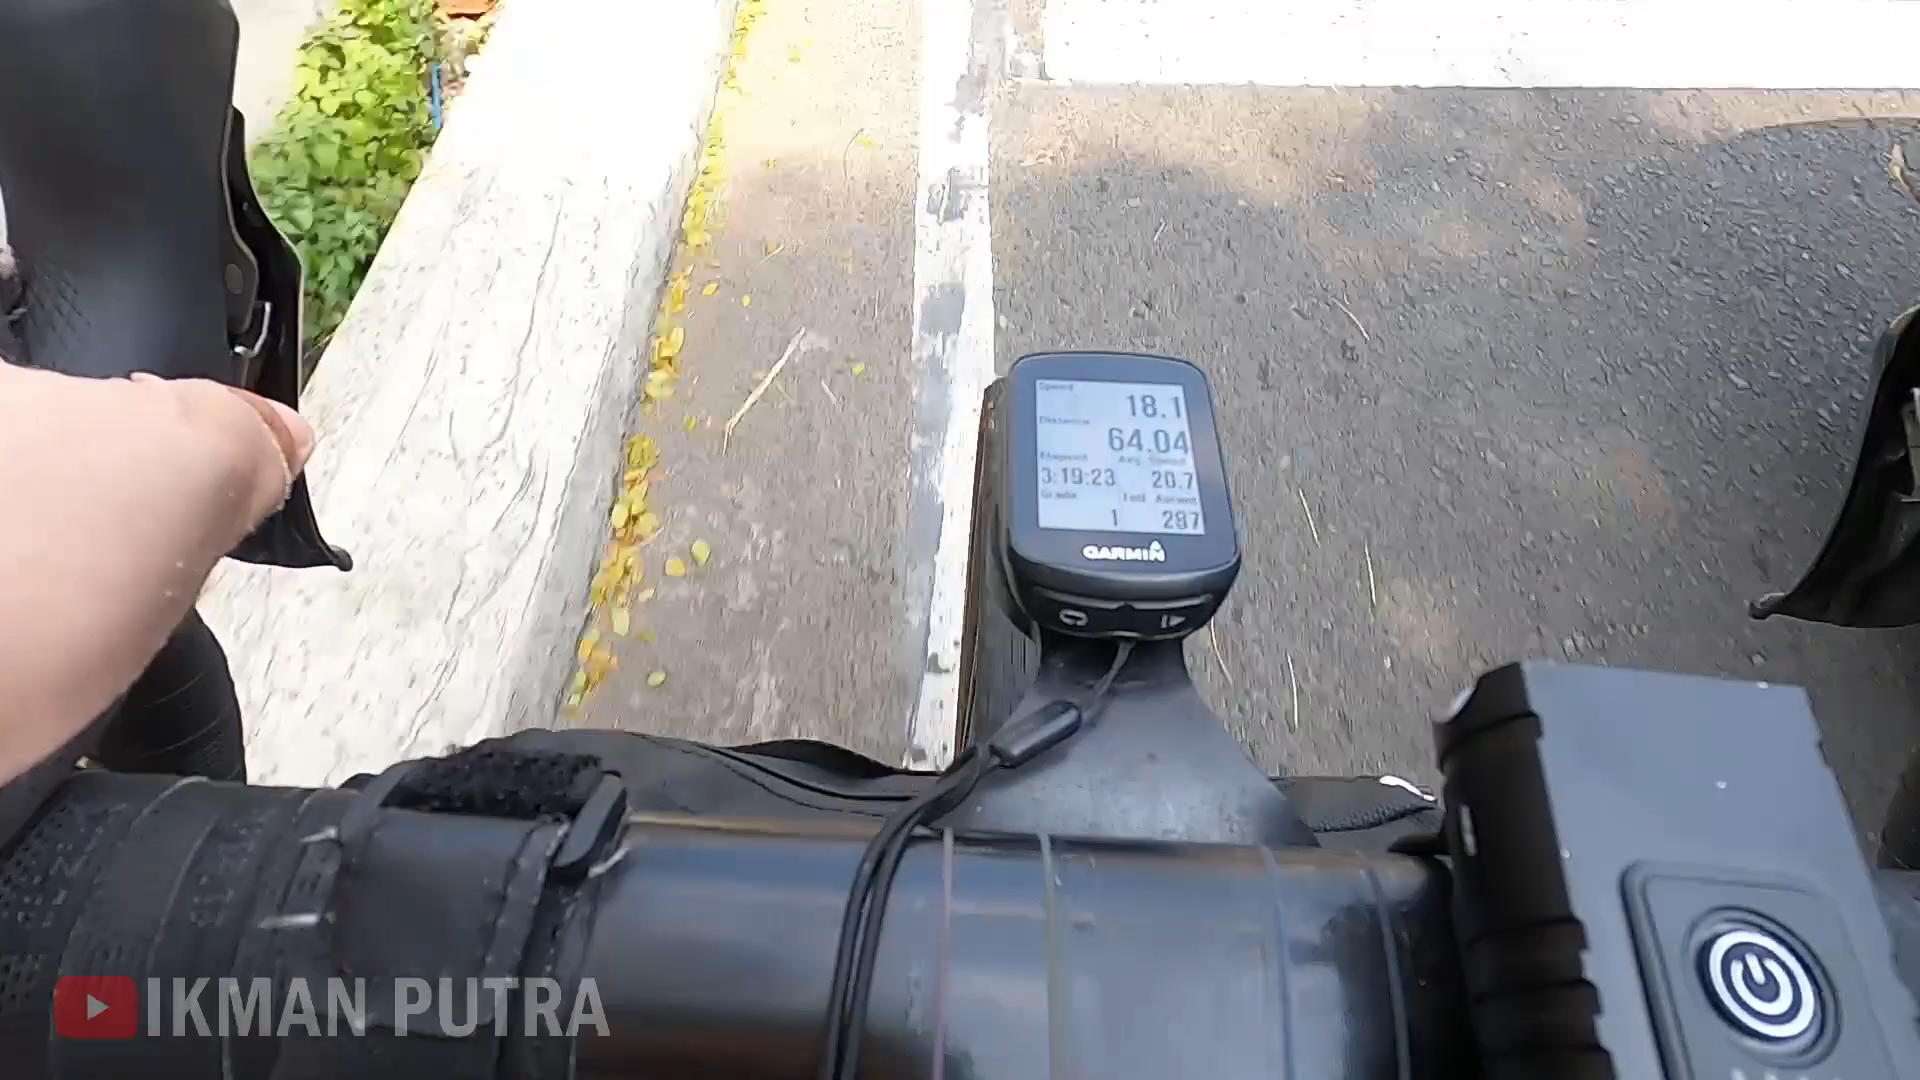 Speed
18.1
Distance
64.04
Elapsed Avg. Speed
3:19:23 20.7
Grade Total Ascent
1 297
GARMIN
IKMAN PUTRA